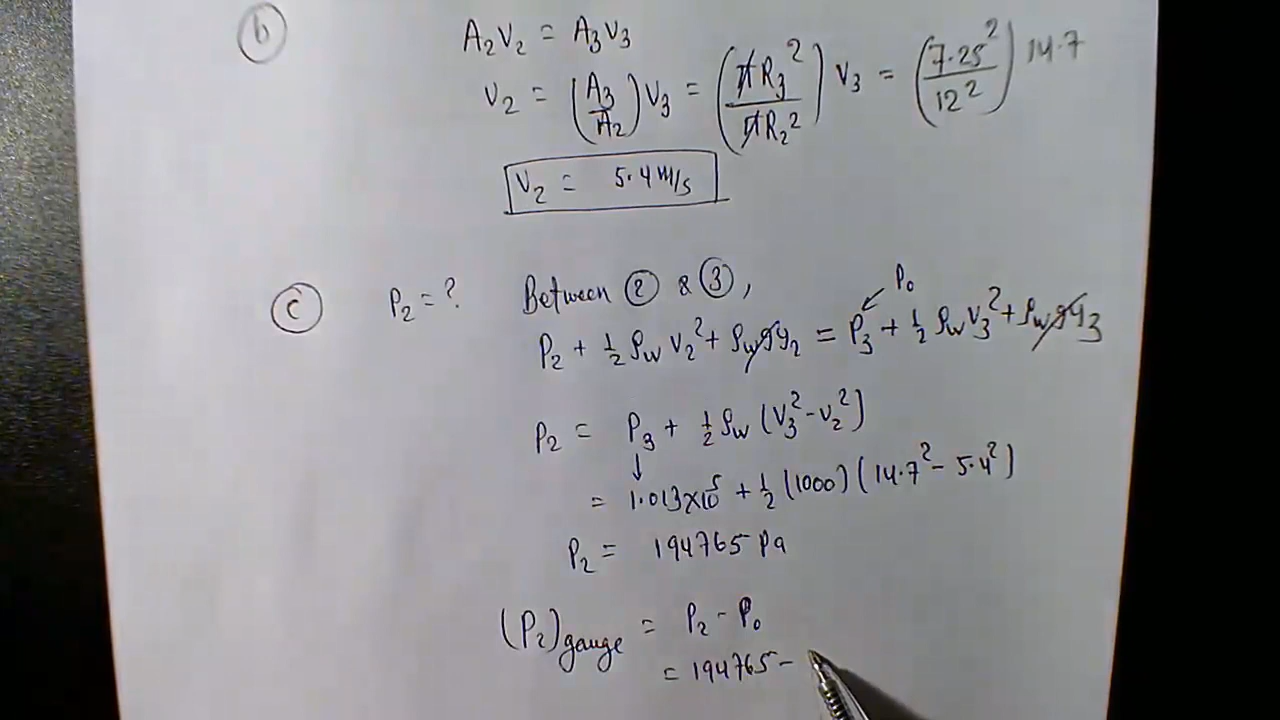 b
A₂V₂ = A₃V₃
V₂ = (A₃/A₂) V₃ = (πR₃²/πR₂²) V₃ = (7.25²/12²) 14.7
V₂ = 5.4 m/s
c P₂ = ? Between ② & ③,
P₀
P₂ + ½ ρw V₂² + ρw g y₂ = P₃ + ½ ρw V₃² + ρw g y₃
P₂ = P₃ + ½ ρw (V₃² - V₂²)
= 1.013×10⁵ + ½ (1000) (14.7² - 5.4²)
P₂ = 194765 Pa
(P₂)gauge = P₂ - P₀
= 194765 -